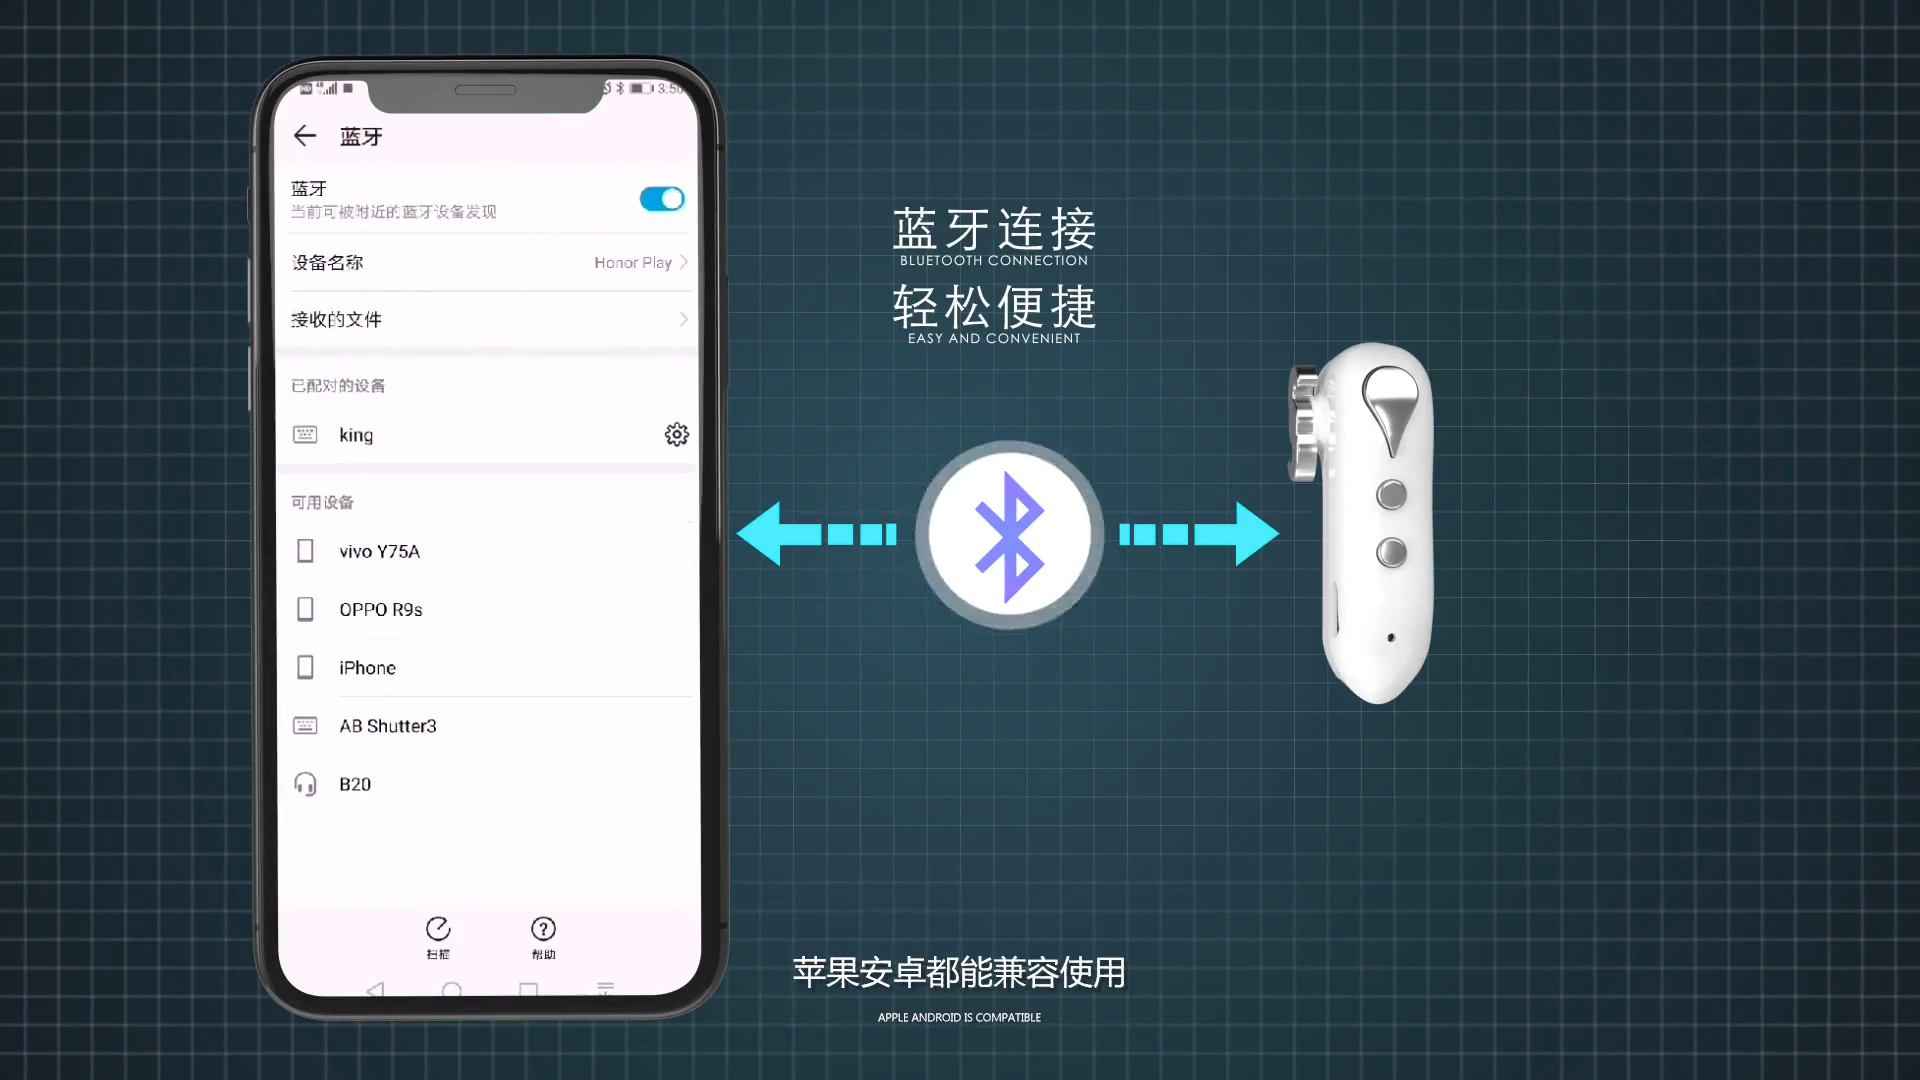 蓝牙
蓝牙
当前可被附近的蓝牙设备发现
设备名称
Honor Play
接收的文件
已配对的设备
king
可用设备
vivo Y75A
OPPO R9s
iPhone
AB Shutter3
B20
扫描
帮助
蓝牙连接
BLUETOOTH CONNECTION
轻松便捷
EASY AND CONVENIENT
苹果安卓都能兼容使用
APPLE ANDROID IS COMPATIBLE